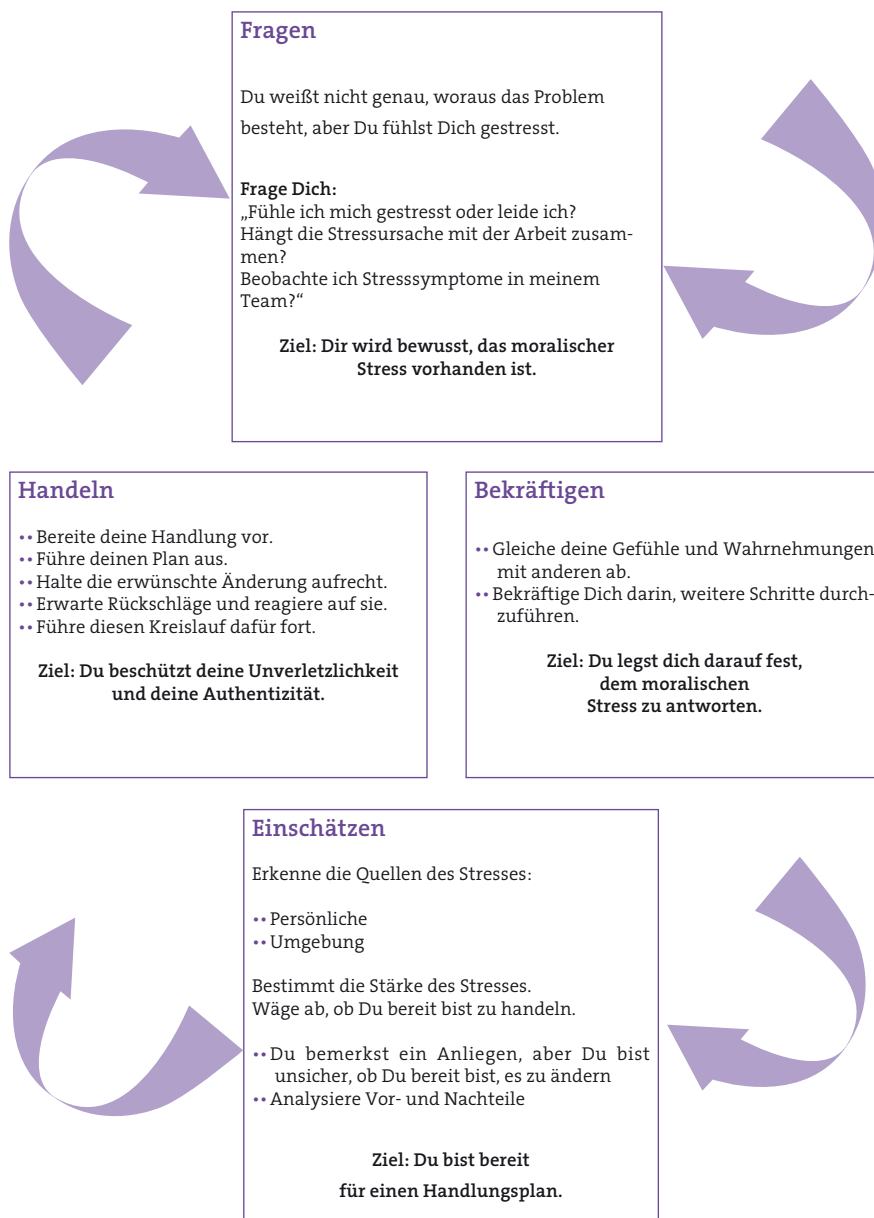 Fragen
Du weißt nicht genau, woraus das Problem
besteht, aber Du fühlst Dich gestresst.
Frage Dich:
„Fühle ich mich gestresst oder leide ich?
Hängt die Stressursache mit der Arbeit zusam-
men?
Beobachte ich Stresssymptome in meinem
Team?“
Ziel: Dir wird bewusst, das moralischer
Stress vorhanden ist.
Handeln
•• Bereite deine Handlung vor.
•• Führe deinen Plan aus.
•• Halte die erwünschte Änderung aufrecht.
•• Erwarte Rückschläge und reagiere auf sie.
•• Führe diesen Kreislauf dafür fort.
Ziel: Du beschützt deine Unverletzlichkeit
und deine Authentizität.
Bekräftigen
•• Gleiche deine Gefühle und Wahrnehmungen
mit anderen ab.
•• Bekräftige Dich darin, weitere Schritte durch-
zuführen.
Ziel: Du legst dich darauf fest,
dem moralischen
Stress zu antworten.
Einschätzen
Erkenne die Quellen des Stresses:
•• Persönliche
•• Umgebung
Bestimmt die Stärke des Stresses.
Wäge ab, ob Du bereit bist zu handeln.
•• Du bemerkst ein Anliegen, aber Du bist
unsicher, ob Du bereit bist, es zu ändern
•• Analysiere Vor- und Nachteile
Ziel: Du bist bereit
für einen Handlungsplan.